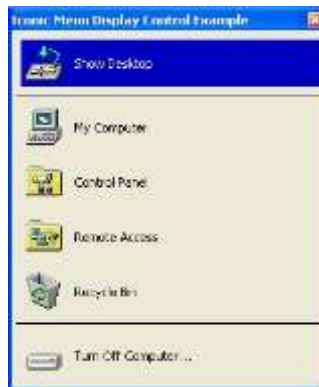 Iconic Menu Display Control Example
Show Desktop
My Computer
Control Panel
Remote Access
Recycle Bin
Turn Off Computer ...